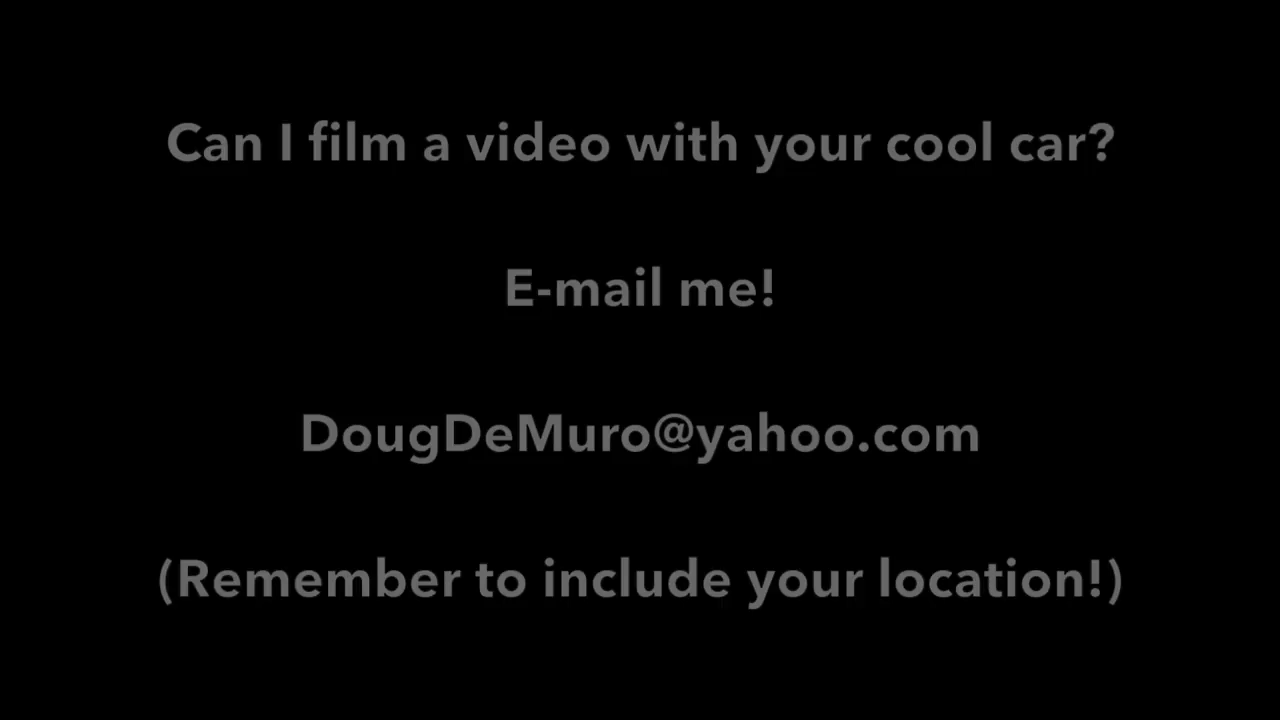 Can I film a video with your cool car?
E-mail me!
DougDeMuro@yahoo.com
(Remember to include your location!)